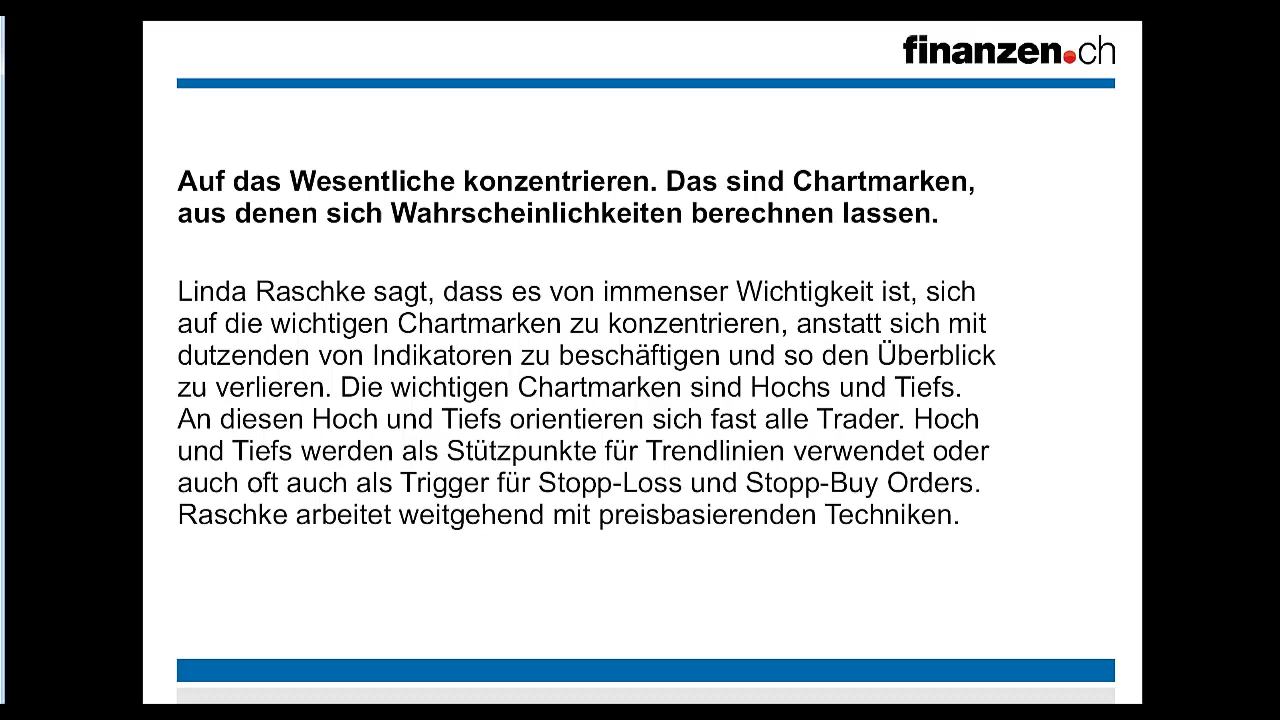 finanzen.ch
Auf das Wesentliche konzentrieren. Das sind Chartmarken,
aus denen sich Wahrscheinlichkeiten berechnen lassen.
Linda Raschke sagt, dass es von immenser Wichtigkeit ist, sich
auf die wichtigen Chartmarken zu konzentrieren, anstatt sich mit
dutzenden von Indikatoren zu beschäftigen und so den Überblick
zu verlieren. Die wichtigen Chartmarken sind Hochs und Tiefs.
An diesen Hoch und Tiefs orientieren sich fast alle Trader. Hoch
und Tiefs werden als Stützpunkte für Trendlinien verwendet oder
auch oft auch als Trigger für Stopp-Loss und Stopp-Buy Orders.
Raschke arbeitet weitgehend mit preisbasierenden Techniken.